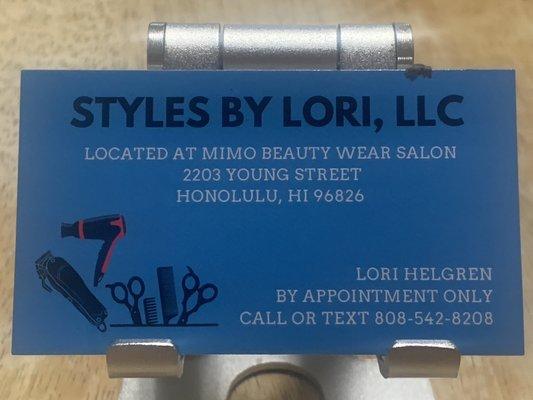 STYLES BY LORI, LLC
LOCATED AT MIMO BEAUTY WEAR SALON
2203 YOUNG STREET
HONOLULU, HI 96826
LORI HELGREN
BY APPOINTMENT ONLY
CALL OR TEXT 808-542-8208